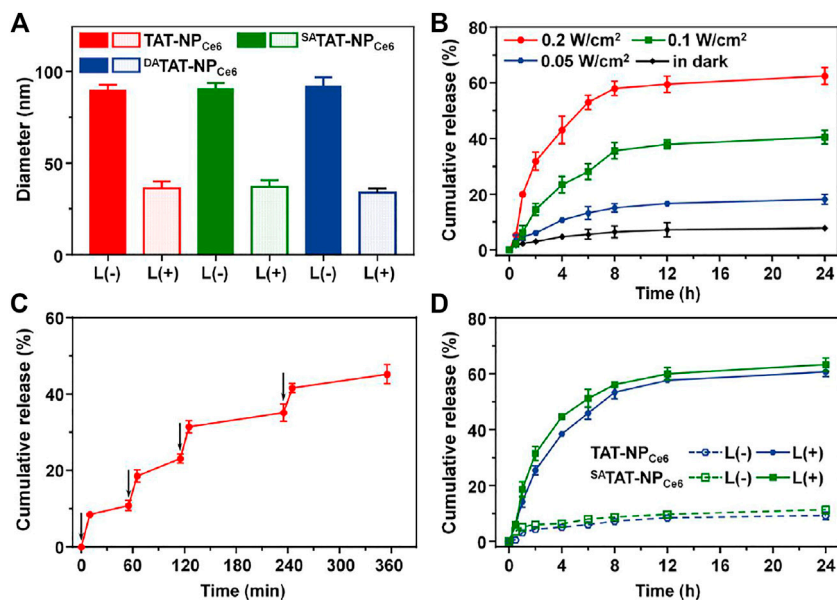 A
TAT-NPCe6
SATAT-NPCe6
DATAT-NPCe6
Diameter (nm)
100
50
0
L(-) L(+) L(-) L(+) L(-) L(+)
B
0.2 W/cm² 0.1 W/cm²
0.05 W/cm² in dark
Cumulative release (%)
80
60
40
20
0
0 4 8 12 16 20 24
Time (h)
C
Cumulative release (%)
60
40
20
0
0 60 120 180 240 300 360
Time (min)
D
Cumulative release (%)
80
60
40
20
0
TAT-NPCe6 L(-) L(+)
SATAT-NPCe6 L(-) L(+)
0 4 8 12 16 20 24
Time (h)